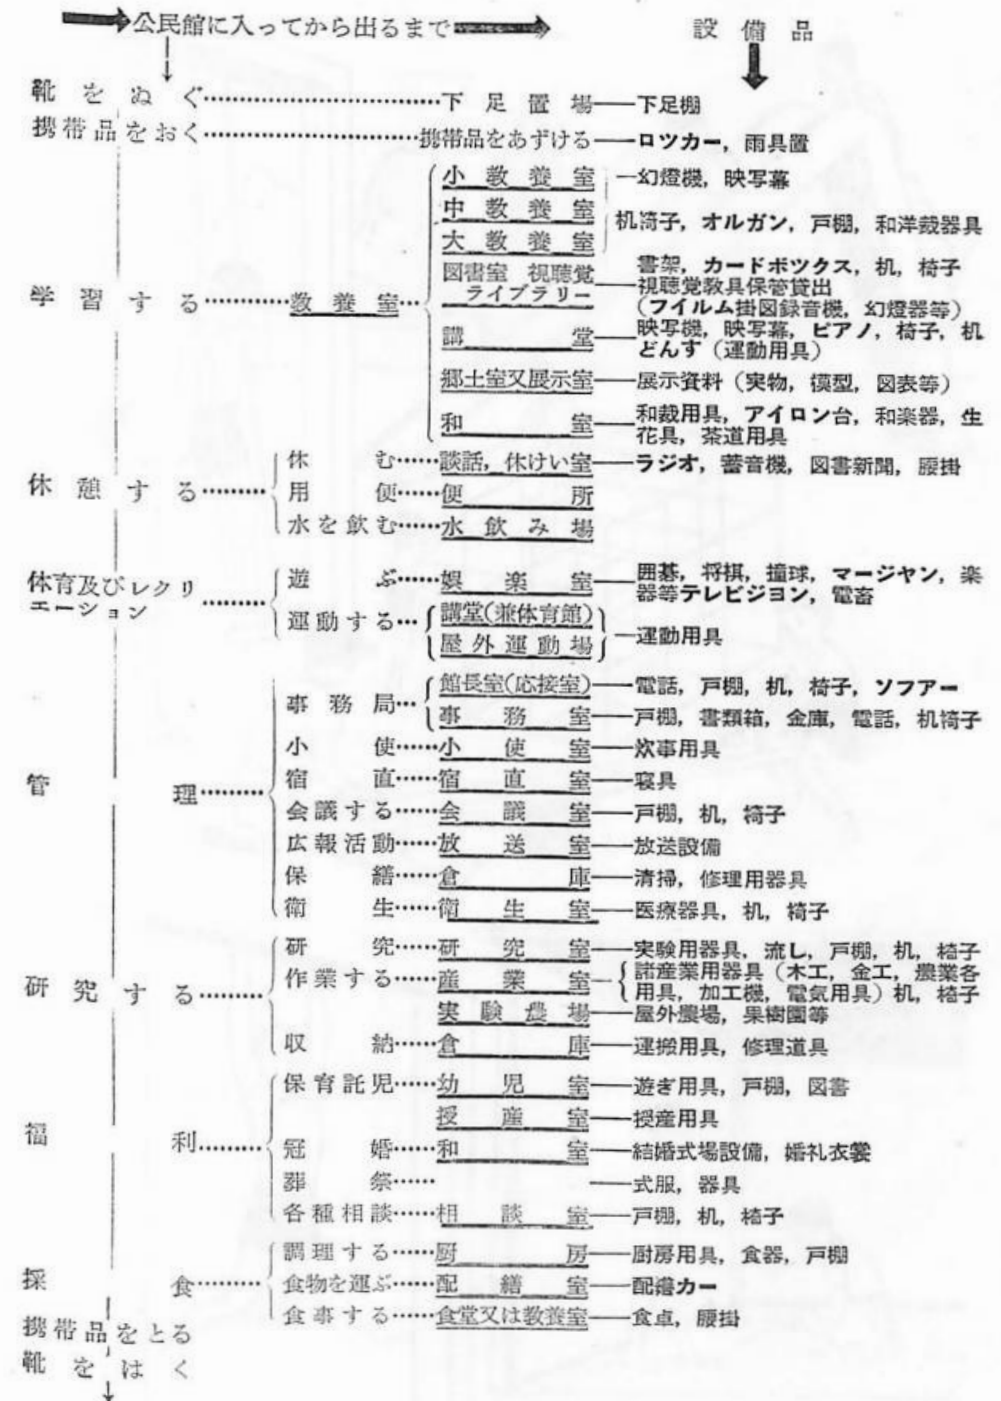 公民館に入ってから出るまで 設備品
靴をぬぐ……下足置場―下足棚
携帯品をおく……携帯品をあずける―ロツカー，雨具置
小教養室―幻燈機，映写幕
中教養室
大教養室
机椅子，オルガン，戸棚，和洋裁器具
学習する……教養室…
図書室 視聴覚
ライブラリー
書架，カードボツクス，机，椅子
視聴覚教具保管貸出
（フイルム掛図録音機，幻燈器等）
講堂―映写機，映写幕，ピアノ，椅子，机
どんす（運動用具）
郷土室又展示室―展示資料（実物，模型，図表等）
和室―和裁用具，アイロン台，和楽器，生
花具，茶道用具
休憩する……
休む……談話，休けい室―ラジオ，蓄音機，図書新聞，腰掛
用便……便所
水を飲む……水飲み場
体育及びレクリ
エーション……
遊ぶ……娯楽室―囲碁，将棋，撞球，マージヤン，楽
器等テレビジヨン，電畜
運動する…講堂(兼体育館)
屋外運動場
―運動用具
管理……
事務局…館長室(応接室)―電話，戸棚，机，椅子，ソフアー
事務室―戸棚，書類箱，金庫，電話，机椅子
小使……小使室―炊事用具
宿直……宿直室―寝具
会議する……会議室―戸棚，机，椅子
広報活動……放送室―放送設備
保繕……倉庫―清掃，修理用器具
衛生……衛生室―医療器具，机，椅子
研究する……
研究……研究室―実験用器具，流し，戸棚，机，椅子
作業する……産業室―諸産業用器具（木工，金工，農業各
用具，加工機，電気用具）机，椅子
実験農場―屋外農場，果樹園等
収納……倉庫―運搬用具，修理道具
福利……
保育託児……幼児室―遊ぎ用具，戸棚，図書
授産室―授産用具
冠婚……和室―結婚式場設備，婚礼衣裳
葬祭……―式服，器具
各種相談……相談室―戸棚，机，椅子
採食……
調理する……厨房―厨房用具，食器，戸棚
食物を運ぶ……配繕室―配繕カー
食事する……食堂又は教養室―食卓，腰掛
携帯品をとる
靴をはく